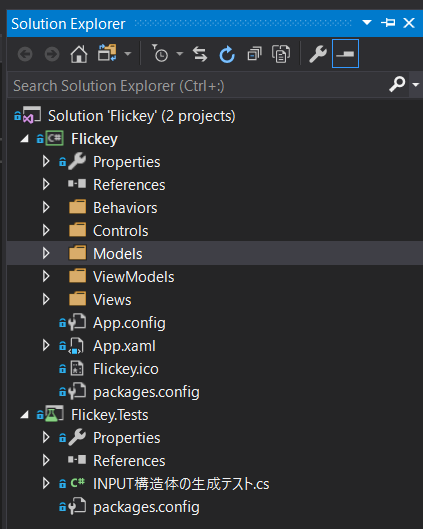 Solution Explorer
Search Solution Explorer (Ctrl+:)
Solution 'Flickey' (2 projects)
Flickey
Properties
References
Behaviors
Controls
Models
ViewModels
Views
App.config
App.xaml
Flickey.ico
packages.config
Flickey.Tests
Properties
References
INPUT構造体の生成テスト.cs
packages.config